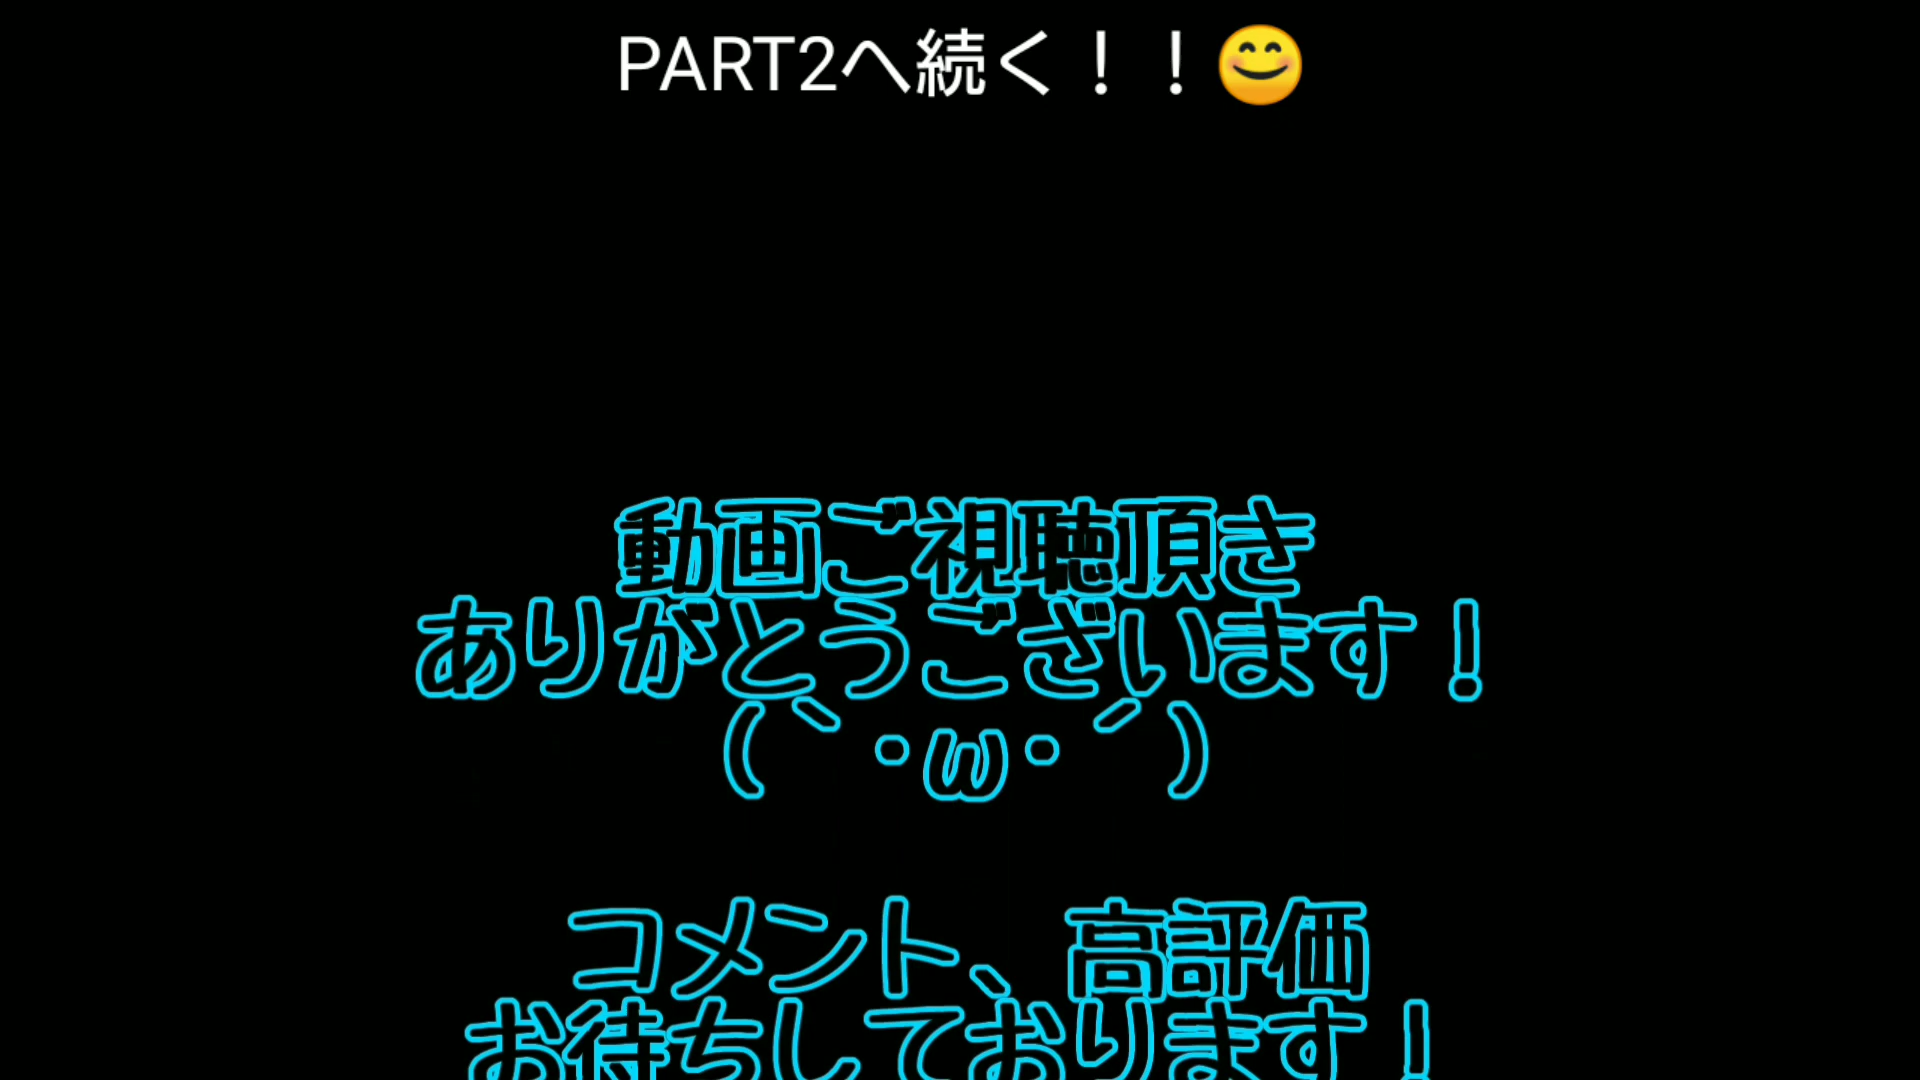 PART2へ続く！！😊
動画ご視聴頂き
ありがとうございます！
(｀・ω・´)
コメント、高評価
お待ちしております！